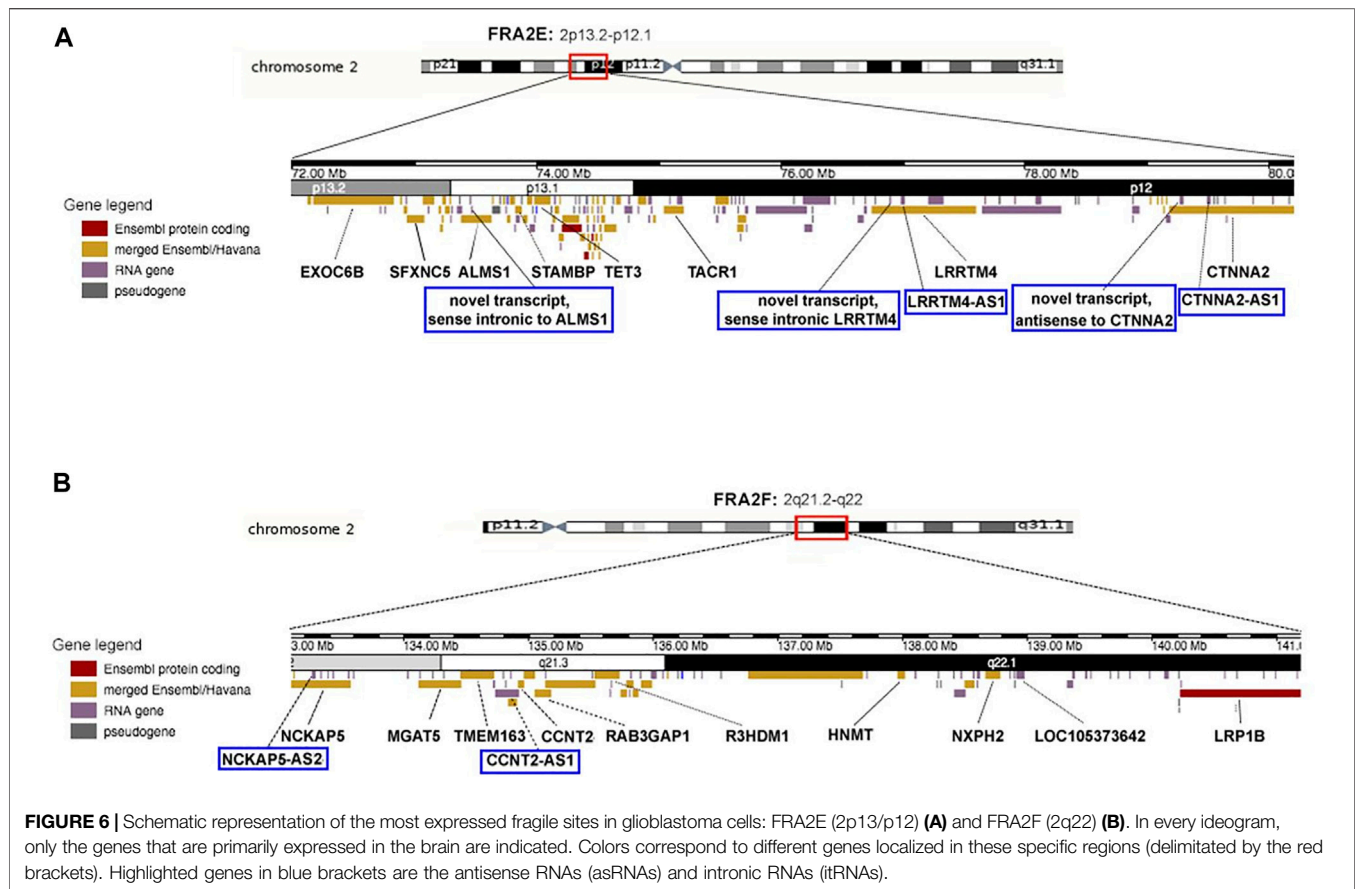 A
FRA2E: 2p13.2-p12.1
chromosome 2
p21 p12 p11.2 q31.1
72.00 Mb 74.00 Mb 76.00 Mb 78.00 Mb 80.0
p13.2 p13.1 p12
Gene legend
Ensembl protein coding
merged Ensembl/Havana
RNA gene
pseudogene
EXOC6B SFXNC5 ALMS1 STAMBP TET3 TACR1 LRRTM4 CTNNA2
novel transcript,
sense intronic to ALMS1
novel transcript,
sense intronic LRRTM4
LRRTM4-AS1
novel transcript,
antisense to CTNNA2
CTNNA2-AS1
B
FRA2F: 2q21.2-q22
chromosome 2
p11.2 q31.1
3.00 Mb 134.00 Mb 135.00 Mb 136.00 Mb 137.00 Mb 138.00 Mb 139.00 Mb 140.00 Mb 141.
q21.3 q22.1
Gene legend
Ensembl protein coding
merged Ensembl/Havana
RNA gene
pseudogene
NCKAP5 MGAT5 TMEM163 CCNT2 RAB3GAP1 R3HDM1 HNMT NXPH2 LOC105373642 LRP1B
NCKAP5-AS2 CCNT2-AS1
FIGURE 6 | Schematic representation of the most expressed fragile sites in glioblastoma cells: FRA2E (2p13/p12) (A) and FRA2F (2q22) (B). In every ideogram,
only the genes that are primarily expressed in the brain are indicated. Colors correspond to different genes localized in these specific regions (delimitated by the red
brackets). Highlighted genes in blue brackets are the antisense RNAs (asRNAs) and intronic RNAs (itRNAs).